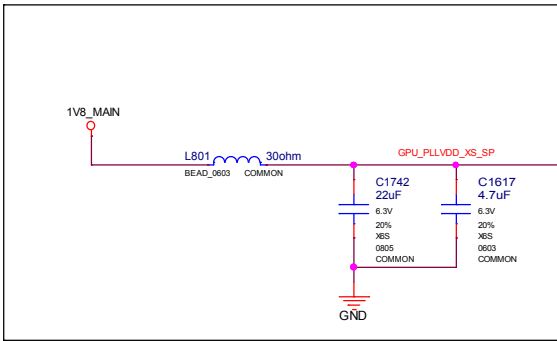 1V8_MAIN
L801 30ohm
BEAD_0603 COMMON
GPU_PLLVDD_XS_SP
C1742
22uF
6.3V
20%
X6S
0805
COMMON
C1617
4.7uF
6.3V
20%
X6S
0603
COMMON
GND